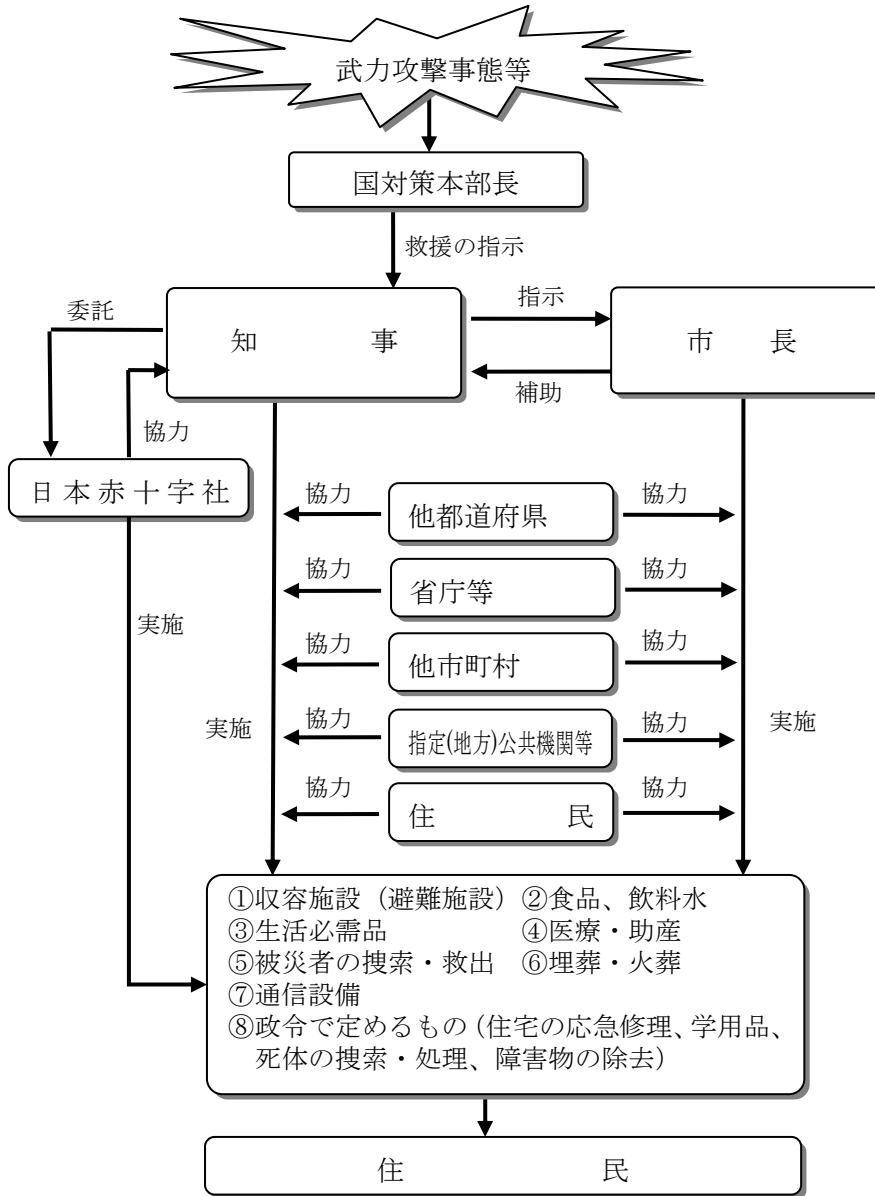 武力攻撃事態等
国対策本部長
救援の指示
委託
知　　　事
指示
市　　長
補助
協力
日本赤十字社
協力
他都道府県
協力
協力
省庁等
協力
実施
協力
他市町村
協力
実施
協力
指定(地方)公共機関等
協力
実施
協力
住　　　民
協力
①収容施設（避難施設）②食品、飲料水
③生活必需品　　　　　④医療・助産
⑤被災者の捜索・救出　⑥埋葬・火葬
⑦通信設備
⑧政令で定めるもの（住宅の応急修理、学用品、
死体の捜索・処理、障害物の除去）
住　　　民